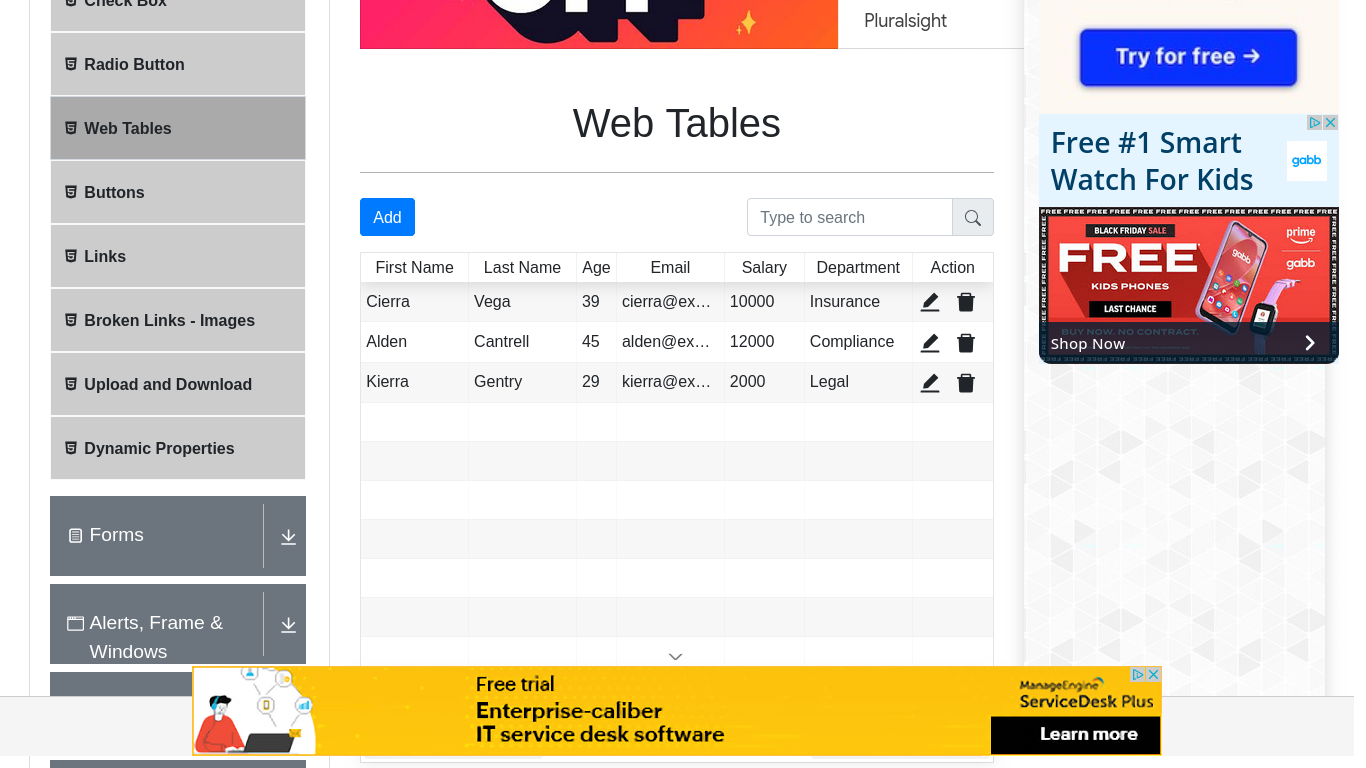 Check Box
Radio Button
Web Tables
Buttons
Links
Broken Links - Images
Upload and Download
Dynamic Properties
Forms
Alerts, Frame &
Windows
Pluralsight
Web Tables
Add
Type to search
First Name Last Name Age Email Salary Department Action
Cierra Vega 39 cierra@ex... 10000 Insurance
Alden Cantrell 45 alden@ex... 12000 Compliance
Kierra Gentry 29 kierra@ex... 2000 Legal
Try for free →
Free #1 Smart
Watch For Kids
gabb
BLACK FRIDAY SALE
FREE
KIDS PHONES
LAST CHANCE
BUY NOW. NO CONTRACT.
prime
gabb
gabb
Shop Now
Free trial
Enterprise-caliber
IT service desk software
ManageEngine
ServiceDesk Plus
Learn more